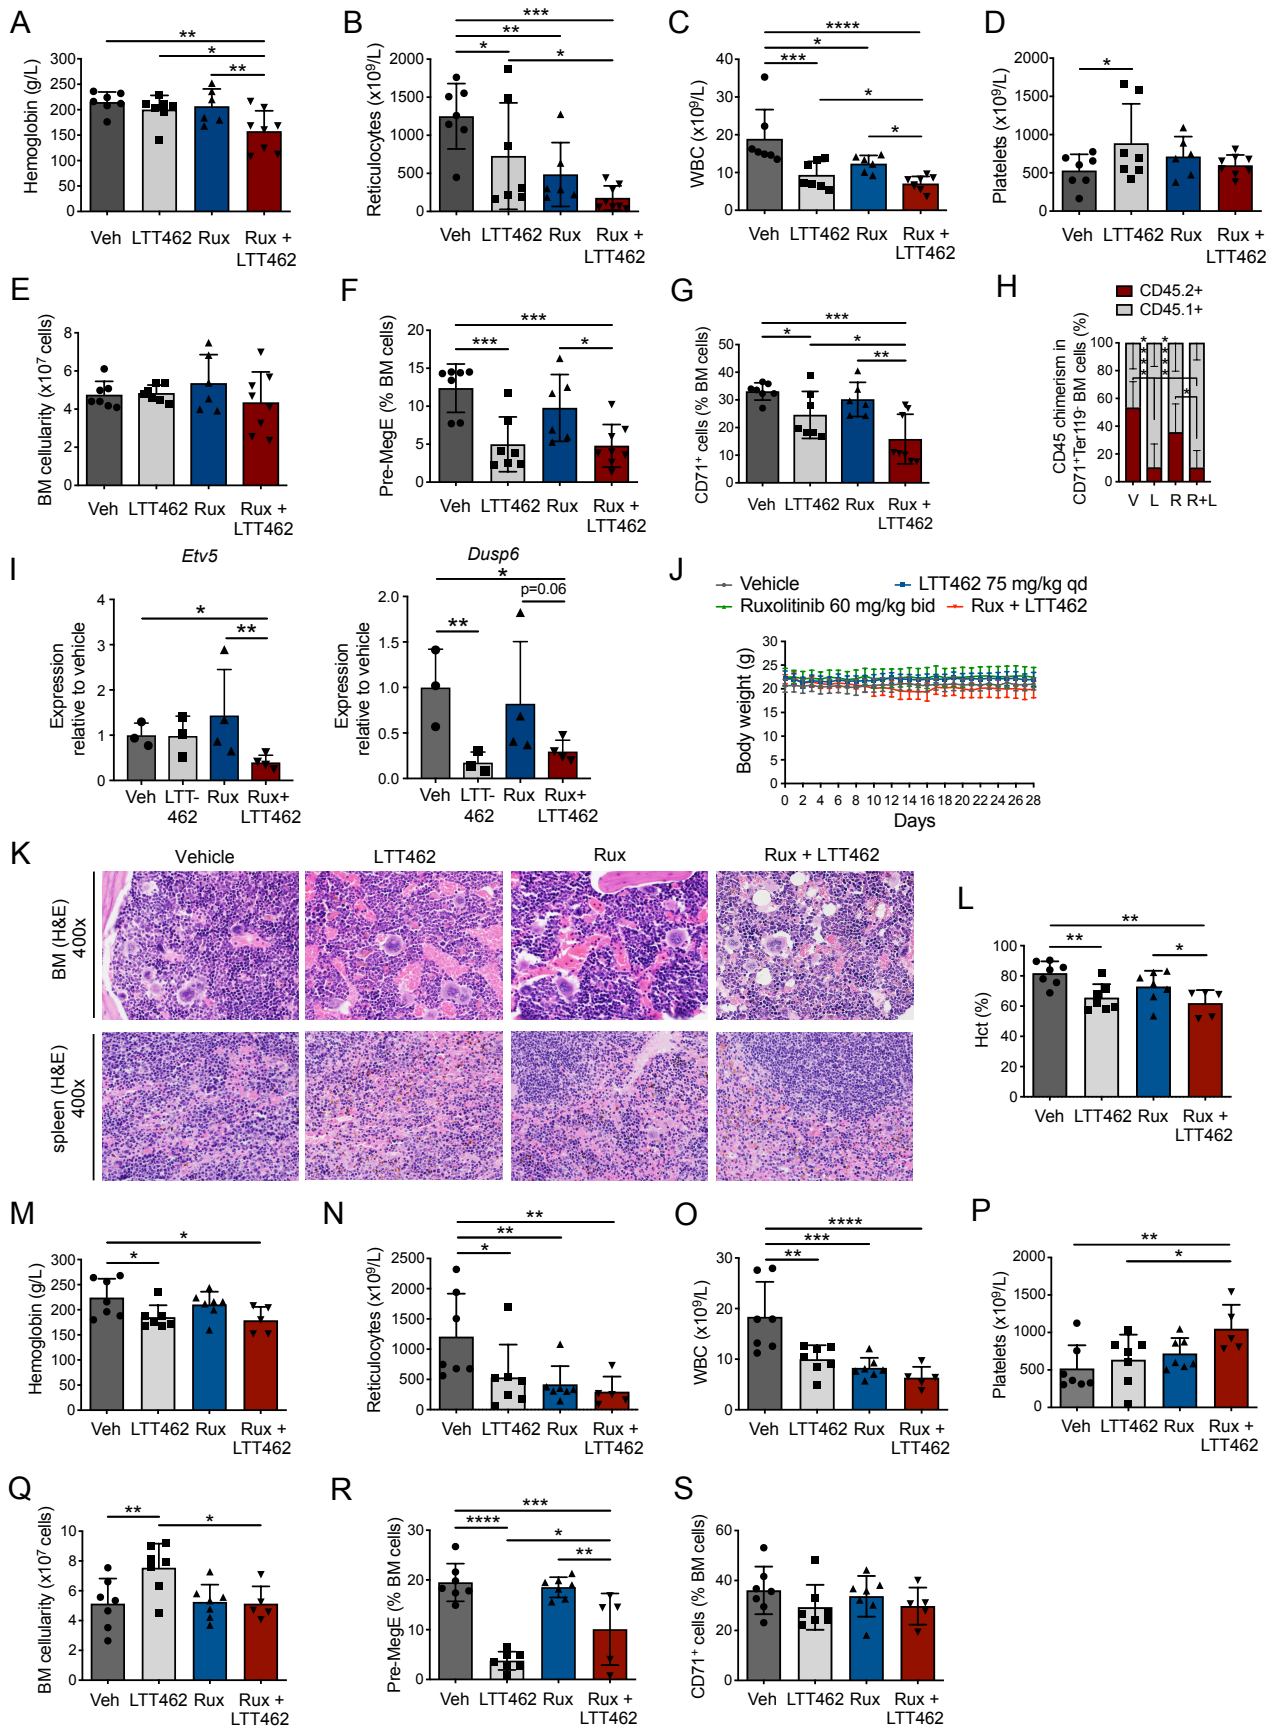 A
Hemoglobin (g/L)
300
250
200
150
100
50
0
**
*
**
Veh
LTT462
Rux
Rux +
LTT462
B
Reticulocytes (x10⁹/L)
2000
1500
1000
500
0
***
**
*
*
Veh
LTT462
Rux
Rux +
LTT462
C
WBC (x10⁹/L)
40
30
20
10
0
****
*
***
*
*
Veh
LTT462
Rux
Rux +
LTT462
D
Platelets (x10⁹/L)
2000
1500
1000
500
0
*
Veh
LTT462
Rux
Rux +
LTT462
E
BM cellularity (x10⁷ cells)
8
6
4
2
0
Veh
LTT462
Rux
Rux +
LTT462
F
Pre-MegE (% BM cells)
20
15
10
5
0
***
***
*
Veh
LTT462
Rux
Rux +
LTT462
G
CD71⁺ cells (% BM cells)
50
40
30
20
10
0
***
*
*
**
Veh
LTT462
Rux
Rux +
LTT462
H
CD45.2+
CD45.1+
CD45 chimerism in
CD71⁺Ter119⁻ BM cells (%)
100
80
60
40
20
0
****
****
*
V
L
R
R+L
I
Etv5
Expression
relative to vehicle
4
3
2
1
0
*
**
Veh
LTT-
462
Rux
Rux+
LTT462
Dusp6
Expression
relative to vehicle
2.0
1.5
1.0
0.5
0.0
*
p=0.06
**
Veh
LTT-
462
Rux
Rux+
LTT462
J
Vehicle
LTT462 75 mg/kg qd
Ruxolitinib 60 mg/kg bid
Rux + LTT462
Body weight (g)
30
25
20
15
10
5
0
0 2 4 6 8 10 12 14 16 18 20 22 24 26 28
Days
K
Vehicle
LTT462
Rux
Rux + LTT462
BM (H&E)
400x
spleen (H&E)
400x
L
Hct (%)
100
80
60
40
20
0
**
**
*
Veh
LTT462
Rux
Rux +
LTT462
M
Hemoglobin (g/L)
300
250
200
150
100
50
0
*
*
Veh
LTT462
Rux
Rux +
LTT462
N
Reticulocytes (x10⁹/L)
2500
2000
1500
1000
500
0
**
**
*
Veh
LTT462
Rux
Rux +
LTT462
O
WBC (x10⁹/L)
30
20
10
0
****
***
**
Veh
LTT462
Rux
Rux +
LTT462
P
Platelets (x10⁹/L)
2000
1500
1000
500
0
**
*
Veh
LTT462
Rux
Rux +
LTT462
Q
BM cellularity (x10⁷ cells)
10
8
6
4
2
0
**
*
Veh
LTT462
Rux
Rux +
LTT462
R
Pre-MegE (% BM cells)
30
20
10
0
***
****
*
**
Veh
LTT462
Rux
Rux +
LTT462
S
CD71⁺ cells (% BM cells)
60
40
20
0
Veh
LTT462
Rux
Rux +
LTT462